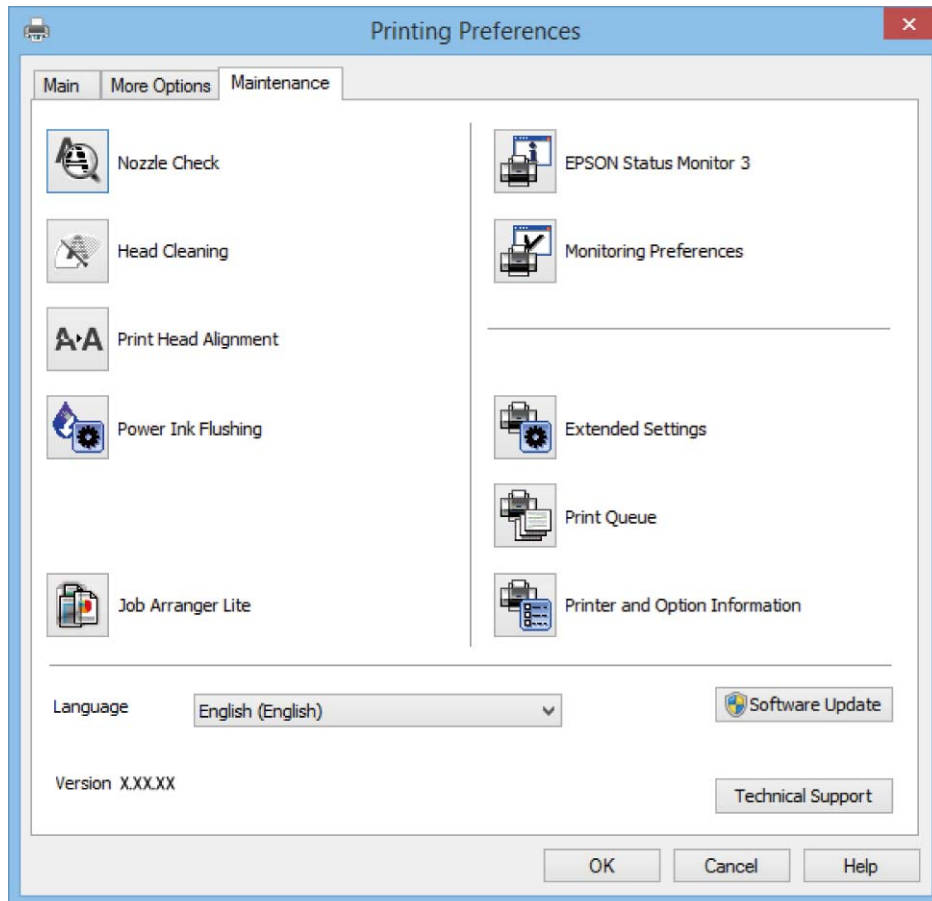 Printing Preferences
Main
More Options
Maintenance
Nozzle Check
Head Cleaning
A A Print Head Alignment
Power Ink Flushing
Job Arranger Lite
EPSON Status Monitor 3
Monitoring Preferences
Extended Settings
Print Queue
Printer and Option Information
Language
English (English)
Software Update
Version X.XX.XX
Technical Support
OK
Cancel
Help